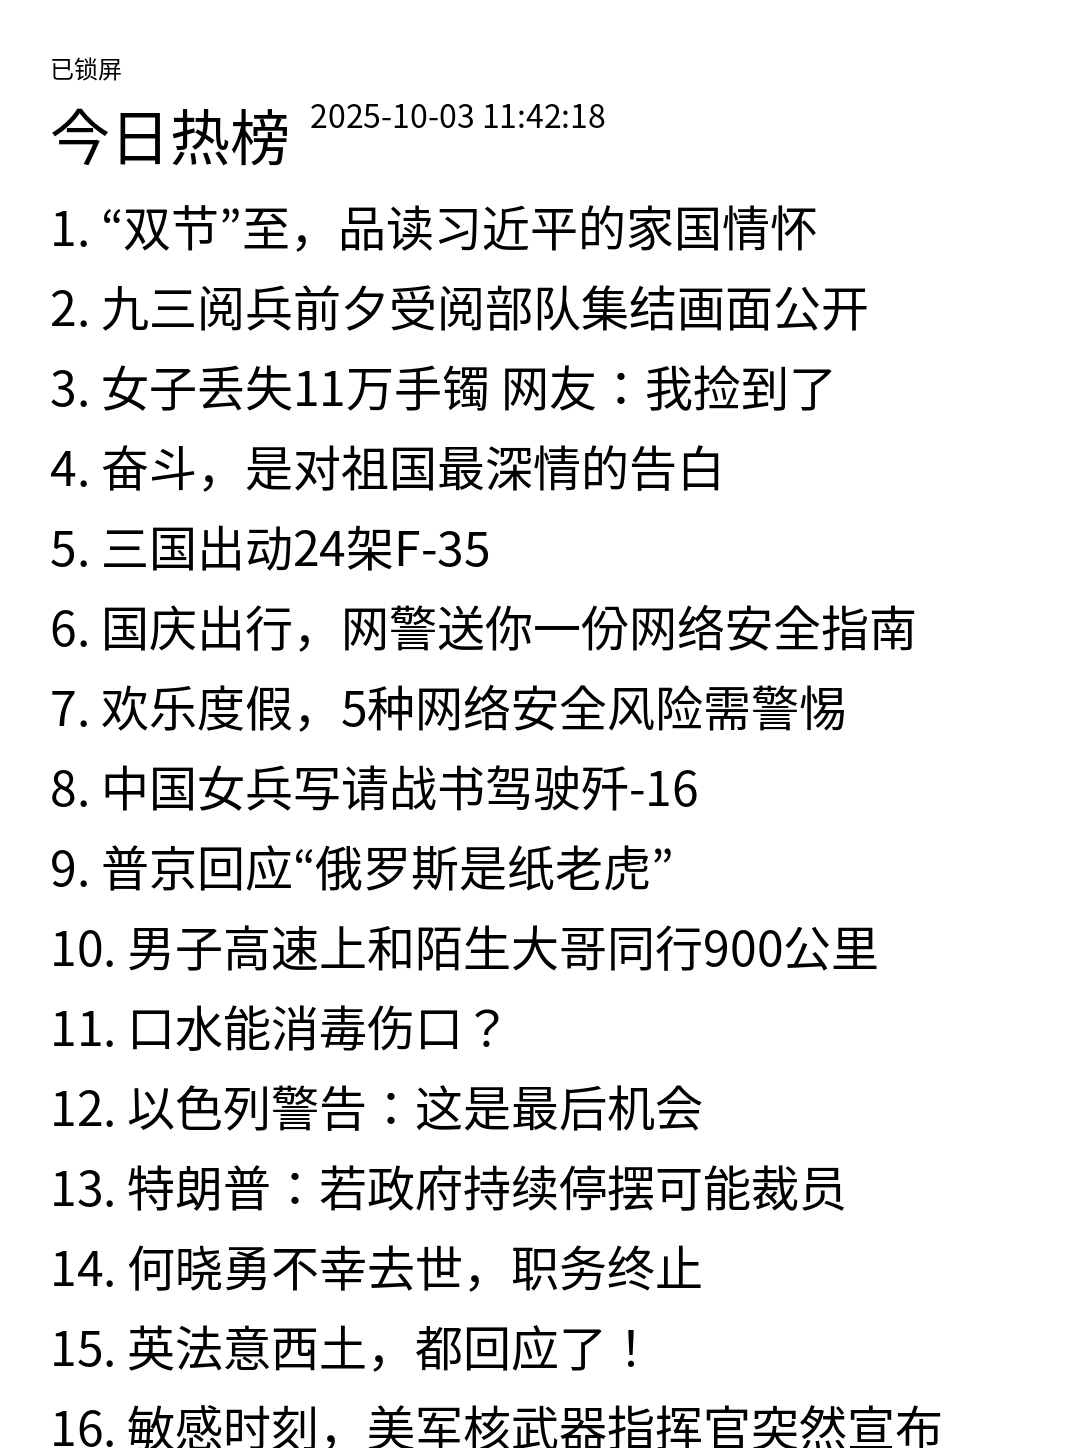 已锁屏
今日热榜 2025-10-03 11:42:18
1. “双节”至，品读习近平的家国情怀
2. 九三阅兵前夕受阅部队集结画面公开
3. 女子丢失11万手镯 网友：我捡到了
4. 奋斗，是对祖国最深情的告白
5. 三国出动24架F-35
6. 国庆出行，网警送你一份网络安全指南
7. 欢乐度假，5种网络安全风险需警惕
8. 中国女兵写请战书驾驶歼-16
9. 普京回应“俄罗斯是纸老虎”
10. 男子高速上和陌生大哥同行900公里
11. 口水能消毒伤口？
12. 以色列警告：这是最后机会
13. 特朗普：若政府持续停摆可能裁员
14. 何晓勇不幸去世，职务终止
15. 英法意西土，都回应了！
16. 敏感时刻，美军核武器指挥官突然宣布